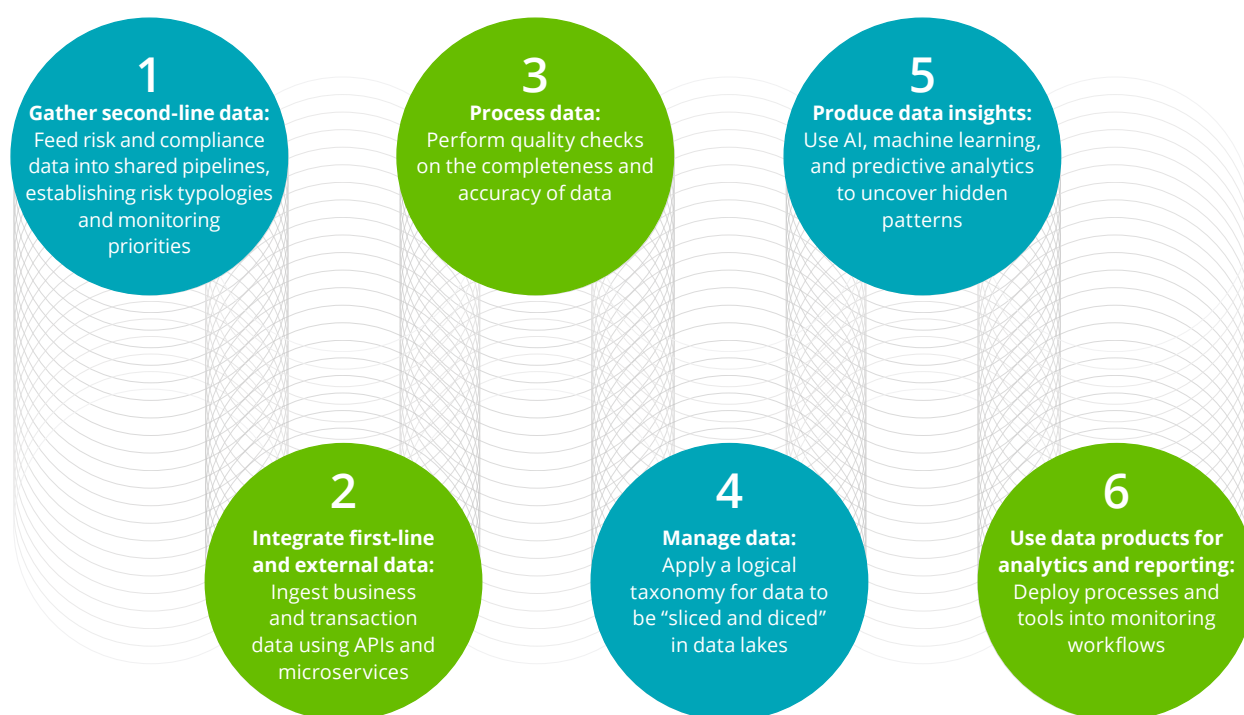 1
Gather second-line data:
Feed risk and compliance
data into shared pipelines,
establishing risk typologies
and monitoring
priorities
2
Integrate first-line
and external data:
Ingest business
and transaction
data using APIs and
microservices
3
Process data:
Perform quality checks
on the completeness and
accuracy of data
4
Manage data:
Apply a logical
taxonomy for data to
be “sliced and diced”
in data lakes
5
Produce data insights:
Use AI, machine learning,
and predictive analytics
to uncover hidden
patterns
6
Use data products for
analytics and reporting:
Deploy processes and
tools into monitoring
workflows